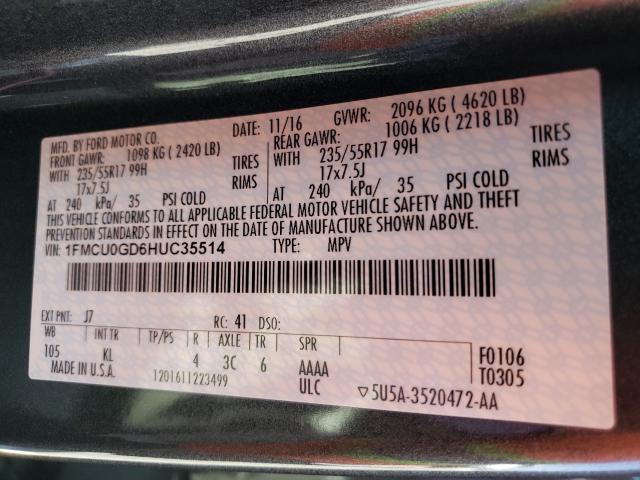 MFD. BY FORD MOTOR CO. DATE: 11/16 GVWR: 2096 KG ( 4620 LB)
FRONT GAWR: 1098 KG ( 2420 LB) REAR GAWR: 1006 KG ( 2218 LB)
WITH 235/55R17 99H TIRES WITH 235/55R17 99H TIRES
17x7.5J RIMS 17x7.5J RIMS
AT 240 kPa/ 35 PSI COLD AT 240 kPa/ 35 PSI COLD
THIS VEHICLE CONFORMS TO ALL APPLICABLE FEDERAL MOTOR VEHICLE SAFETY AND THEFT
PREVENTION STANDARDS IN EFFECT ON THE DATE OF MANUFACTURE SHOWN ABOVE.
VIN: 1FMCU0GD6HUC35514 TYPE: MPV
EXT PNT: J7 RC: 41 DSO:
WB INT TR TP/PS R AXLE TR SPR
105 KL 4 3C 6 AAAA F0106
MADE IN U.S.A. 1201611223499 ULC T0305
▽5U5A-3520472-AA